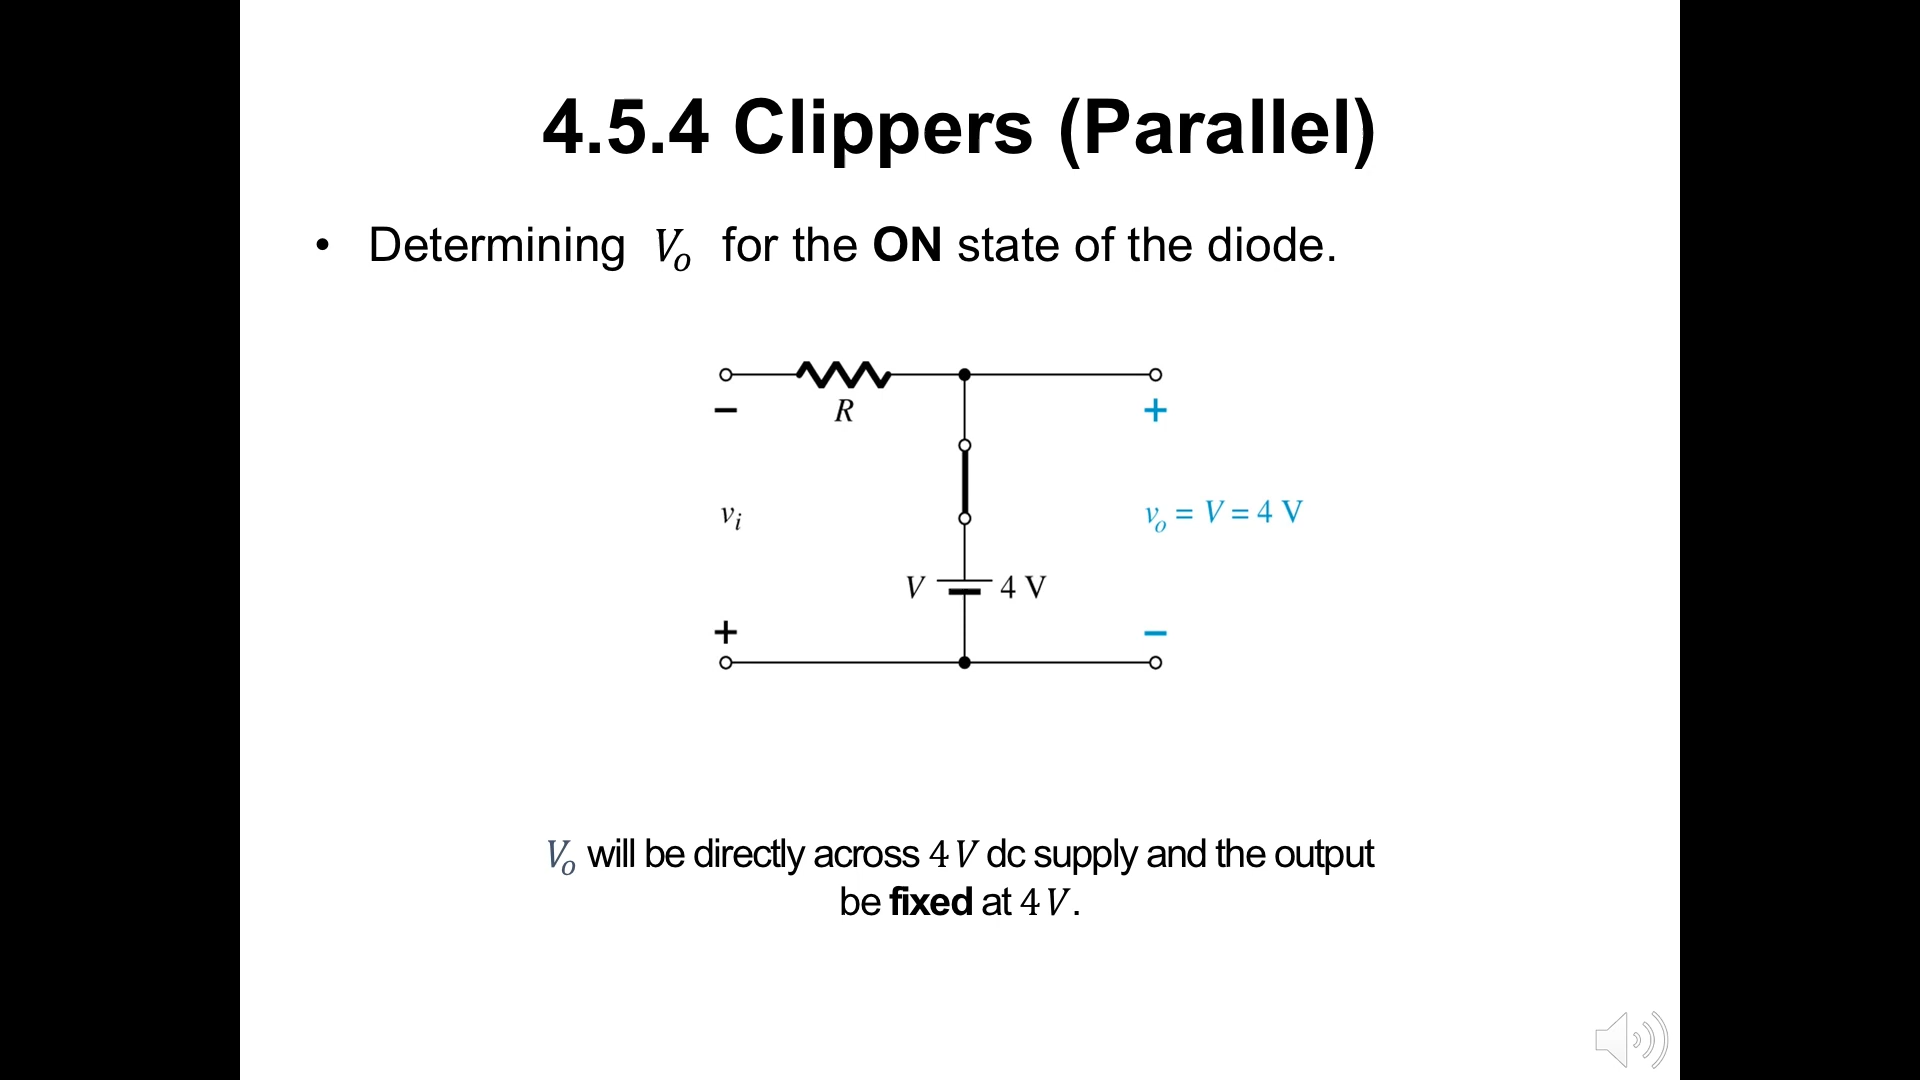 4.5.4 Clippers (Parallel)
• Determining V_o for the ON state of the diode.
− R +
v_i
v_o = V = 4 V
V 4 V
+ −
V_o will be directly across 4 V dc supply and the output
be fixed at 4 V.